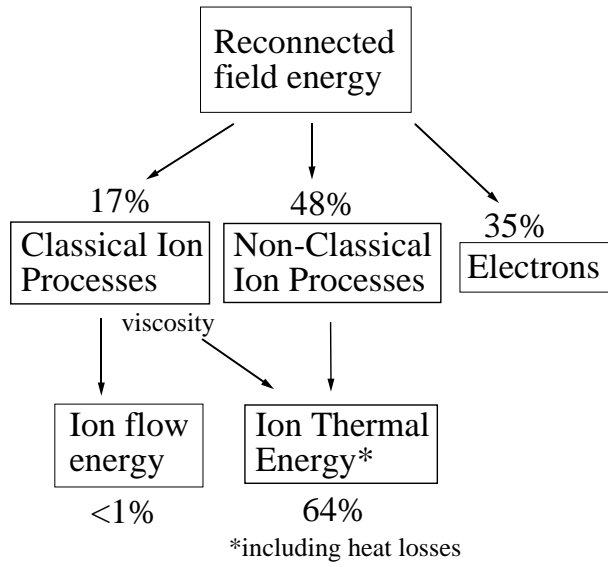 Reconnected
field energy
17%
48%
35%
Classical Ion
Processes
Non-Classical
Ion Processes
Electrons
viscosity
Ion flow
energy
Ion Thermal
Energy*
<1%
64%
*including heat losses